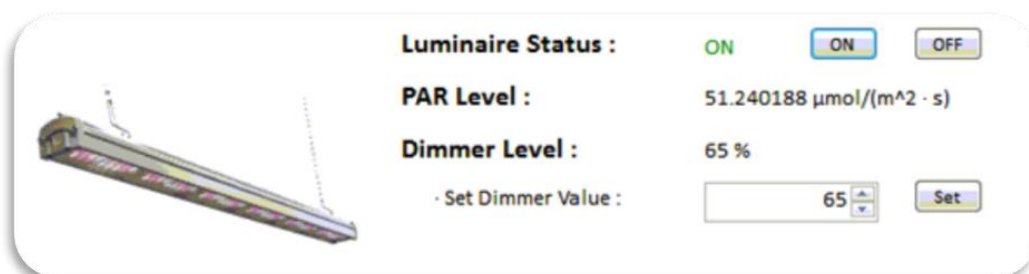 Luminaire Status : ON ON OFF
PAR Level : 51.240188 µmol/(m^2 · s)
Dimmer Level : 65 %
· Set Dimmer Value : 65 Set